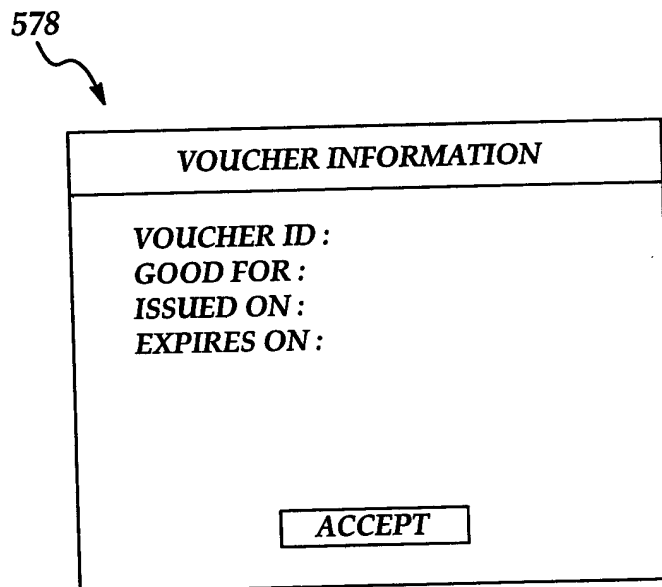 578
VOUCHER INFORMATION
VOUCHER ID :
GOOD FOR :
ISSUED ON :
EXPIRES ON :
ACCEPT